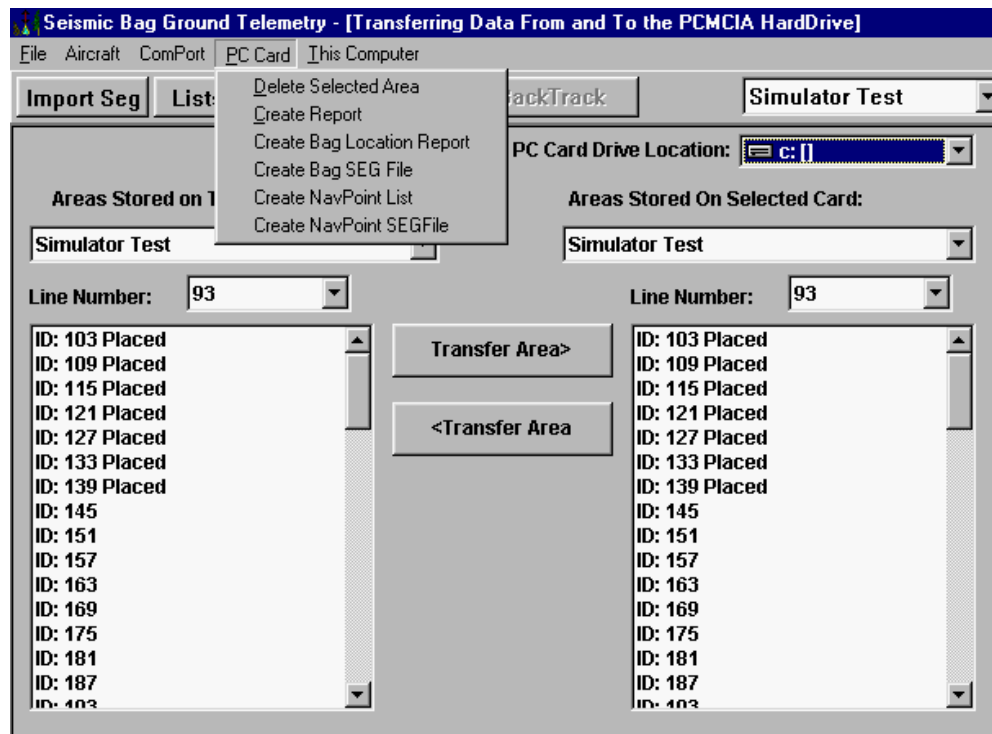 Seismic Bag Ground Telemetry - [Transferring Data From and To the PCMCIA HardDrive]
File Aircraft ComPort PC Card This Computer
Delete Selected Area
Create Report
Create Bag Location Report
Create Bag SEG File
Create NavPoint List
Create NavPoint SEGFile
Import Seg
BackTrack
Simulator Test
PC Card Drive Location: c: []
Areas Stored on
Simulator Test
Line Number: 93
ID: 103 Placed
ID: 109 Placed
ID: 115 Placed
ID: 121 Placed
ID: 127 Placed
ID: 133 Placed
ID: 139 Placed
ID: 145
ID: 151
ID: 157
ID: 163
ID: 169
ID: 175
ID: 181
ID: 187
Transfer Area>
<Transfer Area
Areas Stored On Selected Card:
Simulator Test
Line Number: 93
ID: 103 Placed
ID: 109 Placed
ID: 115 Placed
ID: 121 Placed
ID: 127 Placed
ID: 133 Placed
ID: 139 Placed
ID: 145
ID: 151
ID: 157
ID: 163
ID: 169
ID: 175
ID: 181
ID: 187